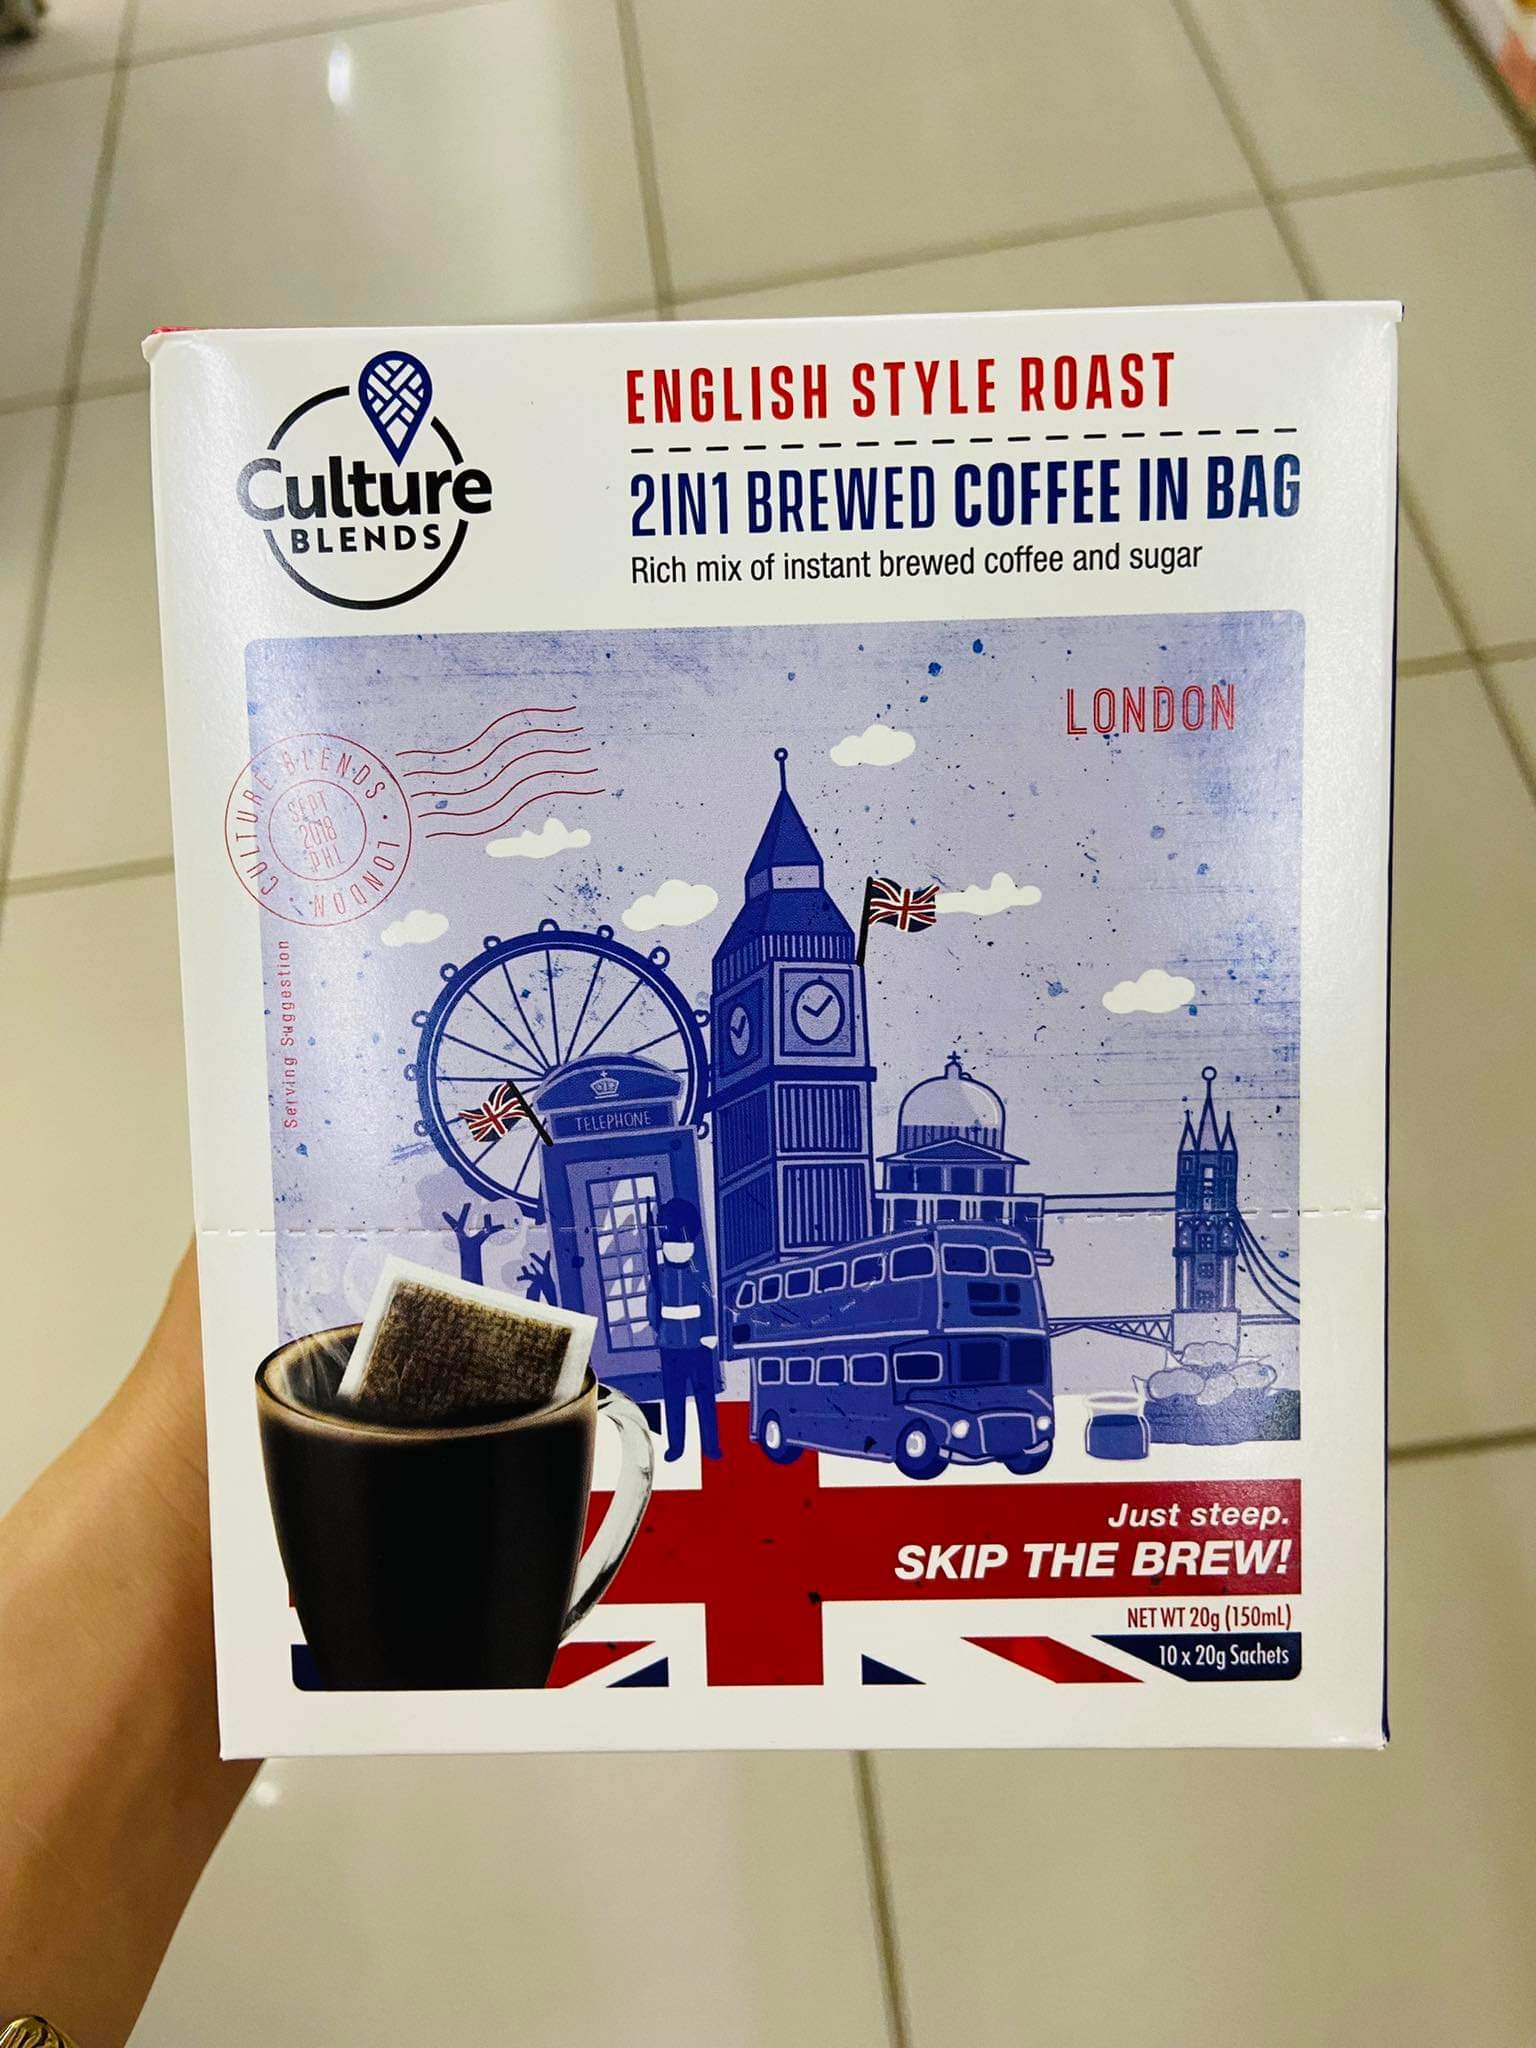 Culture
BLENDS
ENGLISH STYLE ROAST
2IN1 BREWED COFFEE IN BAG
Rich mix of instant brewed coffee and sugar
LONDON
CULTURE BLENDS • LONDON •
SEPT
2018
PHL
Serving Suggestion
TELEPHONE
Just steep.
SKIP THE BREW!
NET WT 20g (150mL)
10 x 20g Sachets